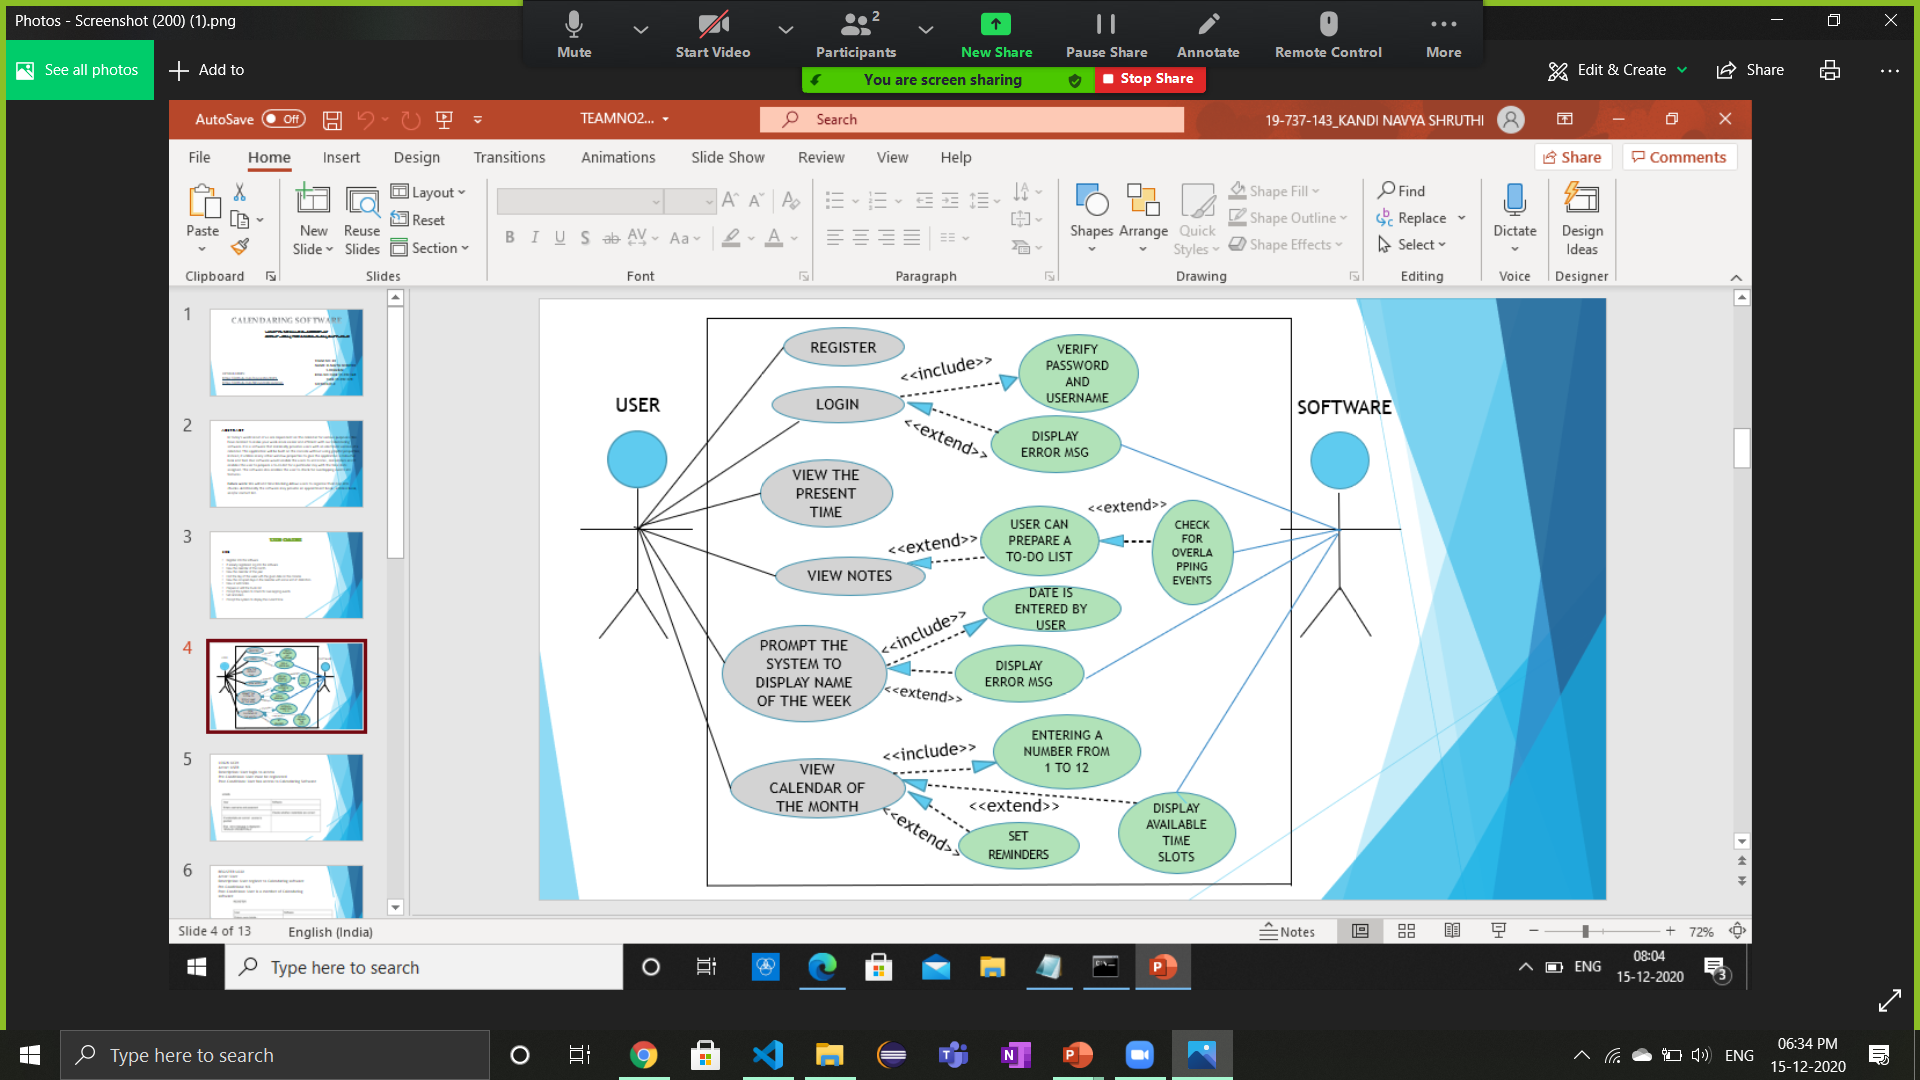 Photos - Screenshot (200) (1).png
Mute
Start Video
Participants
2
New Share
Pause Share
Annotate
Remote Control
More
You are screen sharing
Stop Share
See all photos
Add to
Edit & Create
Share
AutoSave Off
TEAMNO2...
Search
19-737-143_KANDI NAVYA SHRUTHI
File
Home
Insert
Design
Transitions
Animations
Slide Show
Review
View
Help
Share
Comments
Paste
New
Slide
Reuse
Slides
Layout
Reset
Section
Shapes
Arrange
Quick
Styles
Shape Fill
Shape Outline
Shape Effects
Find
Replace
Select
Dictate
Design
Ideas
Clipboard
Slides
Font
Paragraph
Drawing
Editing
Voice
Designer
1
CALENDARING SOFTWARE
2
3
4
5
6
USER
SOFTWARE
REGISTER
LOGIN
<<include>>
VERIFY
PASSWORD
AND
USERNAME
<<extend>>
DISPLAY
ERROR MSG
VIEW THE
PRESENT
TIME
VIEW NOTES
<<extend>>
USER CAN
PREPARE A
TO-DO LIST
<<extend>>
CHECK
FOR
OVERLA
PPING
EVENTS
PROMPT THE
SYSTEM TO
DISPLAY NAME
OF THE WEEK
<<include>>
DATE IS
ENTERED BY
USER
<<extend>>
DISPLAY
ERROR MSG
VIEW
CALENDAR OF
THE MONTH
<<include>>
ENTERING A
NUMBER FROM
1 TO 12
<<extend>>
<<extend>>
SET
REMINDERS
DISPLAY
AVAILABLE
TIME
SLOTS
Slide 4 of 13
English (India)
Notes
72%
Type here to search
ENG
08:04
15-12-2020
3
Type here to search
ENG
06:34 PM
15-12-2020